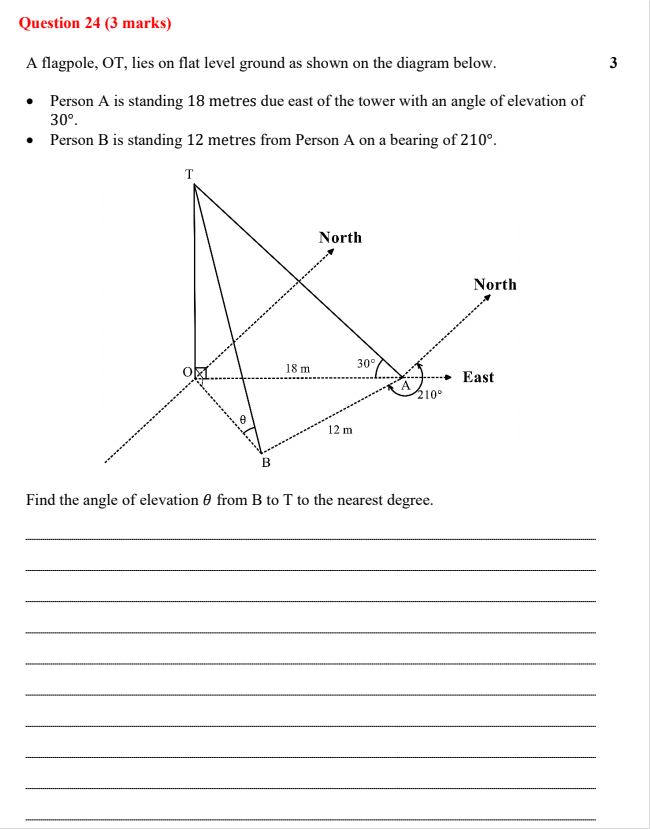 Question 24 (3 marks)
A flagpole, OT, lies on flat level ground as shown on the diagram below. 3
• Person A is standing 18 metres due east of the tower with an angle of elevation of
30°.
• Person B is standing 12 metres from Person A on a bearing of 210°.
T
North
North
O
18 m
30°
East
A
210°
θ
12 m
B
Find the angle of elevation θ from B to T to the nearest degree.